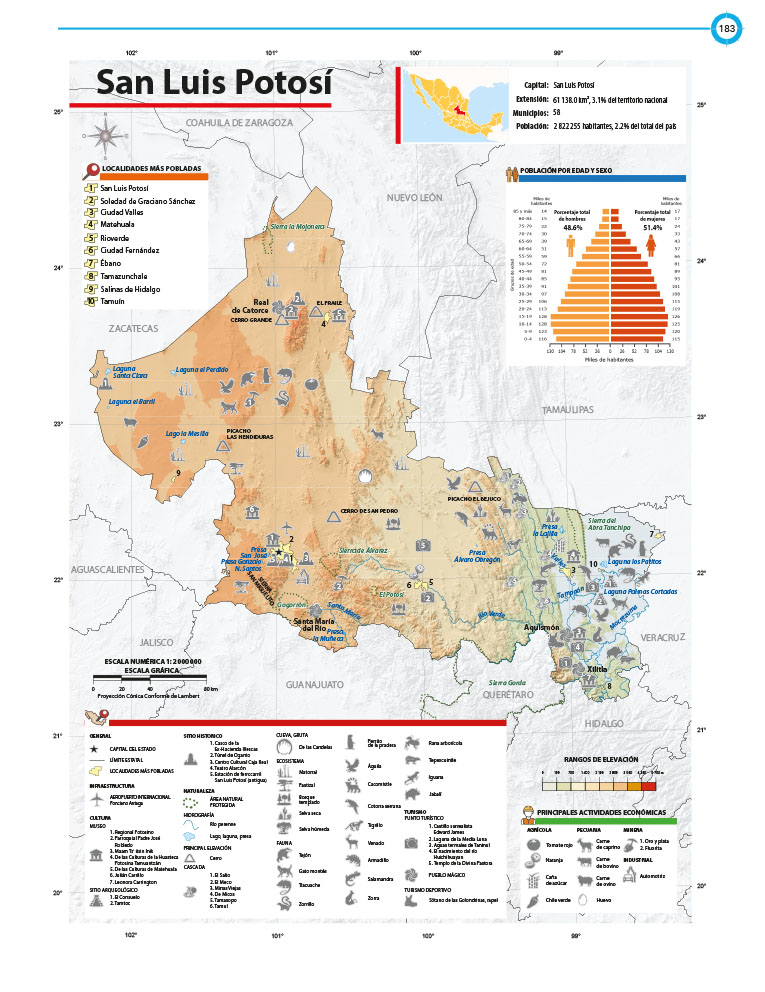 183
102°
101°
100°
99°
San Luis Potosí
Capital: San Luis Potosí
Extensión: 61 138.0 km², 3.1% del territorio nacional
Municipios: 58
Población: 2 822 255 habitantes, 2.2% del total del país
25°
25°
COAHUILA DE ZARAGOZA
LOCALIDADES MÁS POBLADAS
1 San Luis Potosí
2 Soledad de Graciano Sánchez
3 Ciudad Valles
4 Matehuala
5 Rioverde
6 Ciudad Fernández
7 Ébano
8 Tamazunchale
9 Salinas de Hidalgo
10 Tamuín
NUEVO LEÓN
POBLACIÓN POR EDAD Y SEXO
Miles de habitantes
Miles de habitantes
Porcentaje total de hombres
48.6%
Porcentaje total de mujeres
51.4%
Grupos de edad
85 y más 14 17
80-84 15 17
75-79 22 24
70-74 30 33
65-69 39 43
60-64 51 57
55-59 59 66
50-54 72 81
45-49 81 89
40-44 85 93
35-39 91 101
30-34 97 108
25-29 106 115
20-24 113 119
15-19 128 126
10-14 128 125
5-9 123 120
0-4 116 115
130 104 78 52 26 0 26 52 78 104 130
Miles de habitantes
Sierra la Mojonera
24°
24°
Real
de Catorce
CERRO GRANDE
EL FRAILE
4
ZACATECAS
Laguna
Santa Clara
Laguna el Perdido
Laguna el Barril
Lago la Mesilla
PICACHO
LAS HENDIDURAS
TAMAULIPAS
23°
23°
9
PICACHO EL BEJUCO
CERRO DE SAN PEDRO
Sierra del
Abra Tanchipa
Presa
la Lajilla
7
Presa
San José
Presa Gonzalo
N. Santos
2
1
Sierra de Álvarez
Presa
Álvaro Obregón
Laguna los Patitos
10
3
AGUASCALIENTES
22°
22°
SIERRA
SAN MIGUELITO
Gogorrón
El Potosí
6
5
Tampaón
Laguna Palmas Cortadas
Moctezuma
Santa María
Santa María
del Río
Presa
la Muñeca
Río Verde
Aquismón
VERACRUZ
JALISCO
Xilitla
8
Sierra Gorda
QUERÉTARO
GUANAJUATO
HIDALGO
ESCALA NUMÉRICA 1: 2 000 000
ESCALA GRÁFICA
0 20 40 80 km
Proyección Cónica Conforme de Lambert
21°
21°
GENERAL
CAPITAL DEL ESTADO
LÍMITE ESTATAL
LOCALIDADES MÁS POBLADAS
INFRAESTRUCTURA
AEROPUERTO INTERNACIONAL
Ponciano Arriaga
CULTURA
MUSEO
1. Regional Potosino
2. Parroquial Padre José
Robledo
4. De las Culturas de la Huasteca
Potosina Tamuantzán
5. De las Culturas de Matehuala
6. Julián Carrillo
7. Leonora Carrington
SITIO ARQUEOLÓGICO
1. El Consuelo
2. Tamtoc
SITIO HISTÓRICO
1. Casco de la
Ex-Hacienda Illescas
2. Túnel de Ogarrio
3. Centro Cultural Caja Real
4. Teatro Alarcón
5. Estación de ferrocarril
San Luis Potosí (antigua)
NATURALEZA
ÁREA NATURAL
PROTEGIDA
HIDROGRAFÍA
Río perenne
Lago, laguna, presa
PRINCIPAL ELEVACIÓN
Cerro
CASCADA
1. El Salto
2. El Meco
3. Minas Viejas
4. De Micos
5. Tamasopo
6. Tamul
CUEVA, GRUTA
De las Candelas
ECOSISTEMA
Matorral
Pastizal
Bosque
templado
Selva seca
Selva húmeda
FAUNA
Tejón
Gato montés
Tlacuache
Zorrillo
Perrito
de la pradera
Águila
Cacomixtle
Cotorra serrana
Tigrillo
Venado
Armadillo
Salamandra
Zorra
Rana arborícola
Tepezcuintle
Iguana
Jabalí
TURISMO
PUNTO TURÍSTICO
1. Castillo surrealista
Edward James
2. Laguna de la Media Luna
3. Aguas termales de Taninul
4. El nacimiento del río
Huichihuayan
5. Templo de la Divina Pastora
PUEBLO MÁGICO
TURISMO DEPORTIVO
Sótano de las Golondrinas, rapel
RANGOS DE ELEVACIÓN
PRINCIPALES ACTIVIDADES ECONÓMICAS
AGRÍCOLA
Tomate rojo
Naranja
Caña
de azúcar
Chile verde
PECUARIA
Carne
de caprino
Carne
de bovino
Carne
de ovino
Huevo
MINERIA
1. Oro y plata
2. Fluorita
INDUSTRIAL
Automotriz
20°
20°
102°
101°
100°
99°